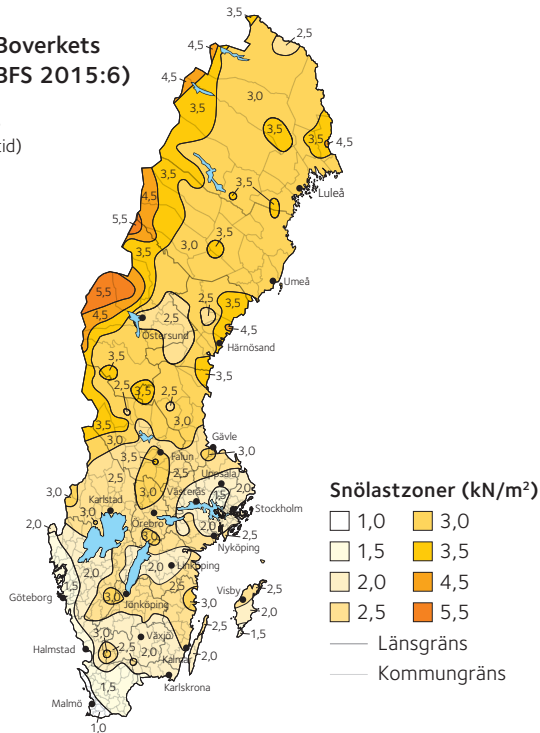 Boverkets
BFS 2015:6)
tid)
3,5
2,5
4,5
4,5
3,5
3,0
3,5
3,5
4,5
3,5
3,5
4,5
Luleå
5,5
3,5
3,0
3,5
Umeå
5,5
2,5
3,5
4,5
2,5
Östersund
4,5
Härnösand
3,5
3,5
2,5
3,5
2,5
3,5
3,0
3,0
Gävle
3,5
Falun
3,0
2,5
2,5
Uppsala
3,0
3,0
Västerås
1,5
Karlstad
2,0
3,0
Stockholm
2,0
Örebro
2,0
3,0
2,5
Nyköping
2,0
Linköping
2,0
1,5
2,5
Visby
2,5
Göteborg
3,0
Jönköping
3,0
2,0
1,5
3,0
Växjö
Halmstad
2,5
2,0
Kalmar
2,0
1,5
Karlskrona
Malmö
1,0
Snölastzoner (kN/m²)
1,0
3,0
1,5
3,5
2,0
4,5
2,5
5,5
Länsgräns
Kommungräns